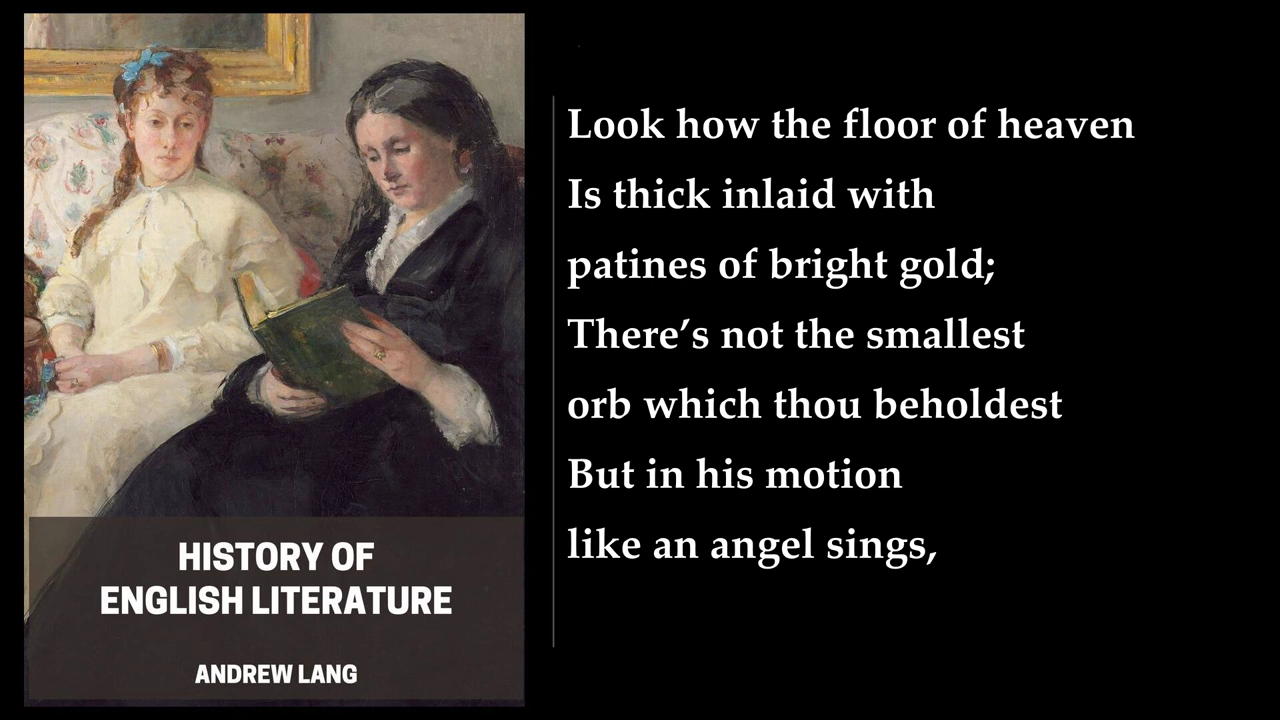 HISTORY OF
ENGLISH LITERATURE
ANDREW LANG
Look how the floor of heaven
Is thick inlaid with
patines of bright gold;
There’s not the smallest
orb which thou beholdest
But in his motion
like an angel sings,